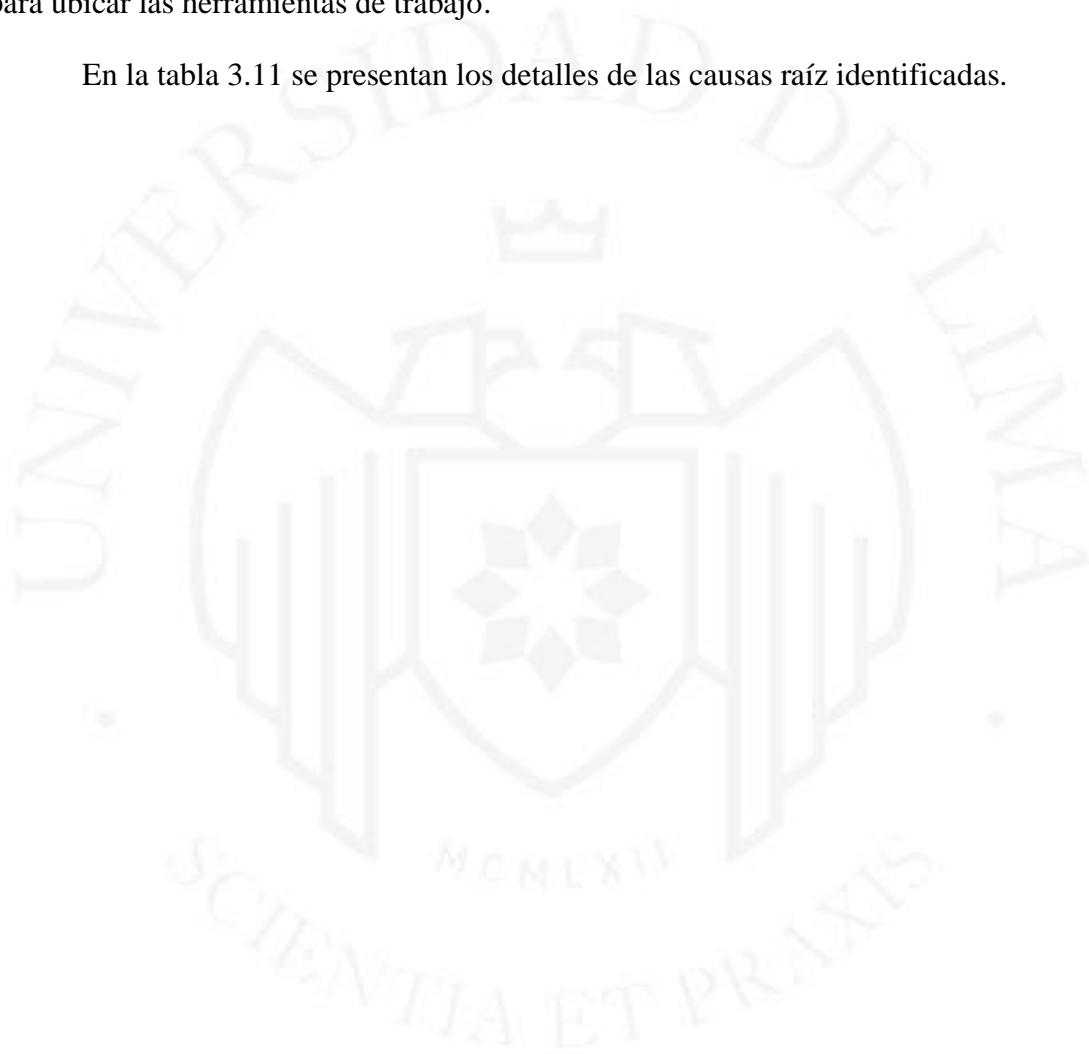 para ubicar las herramientas de trabajo.
En la tabla 3.11 se presentan los detalles de las causas raíz identificadas.
UNIVERSIDAD DE LIMA
MCMLXII
SCIENTIA ET PRAXIS